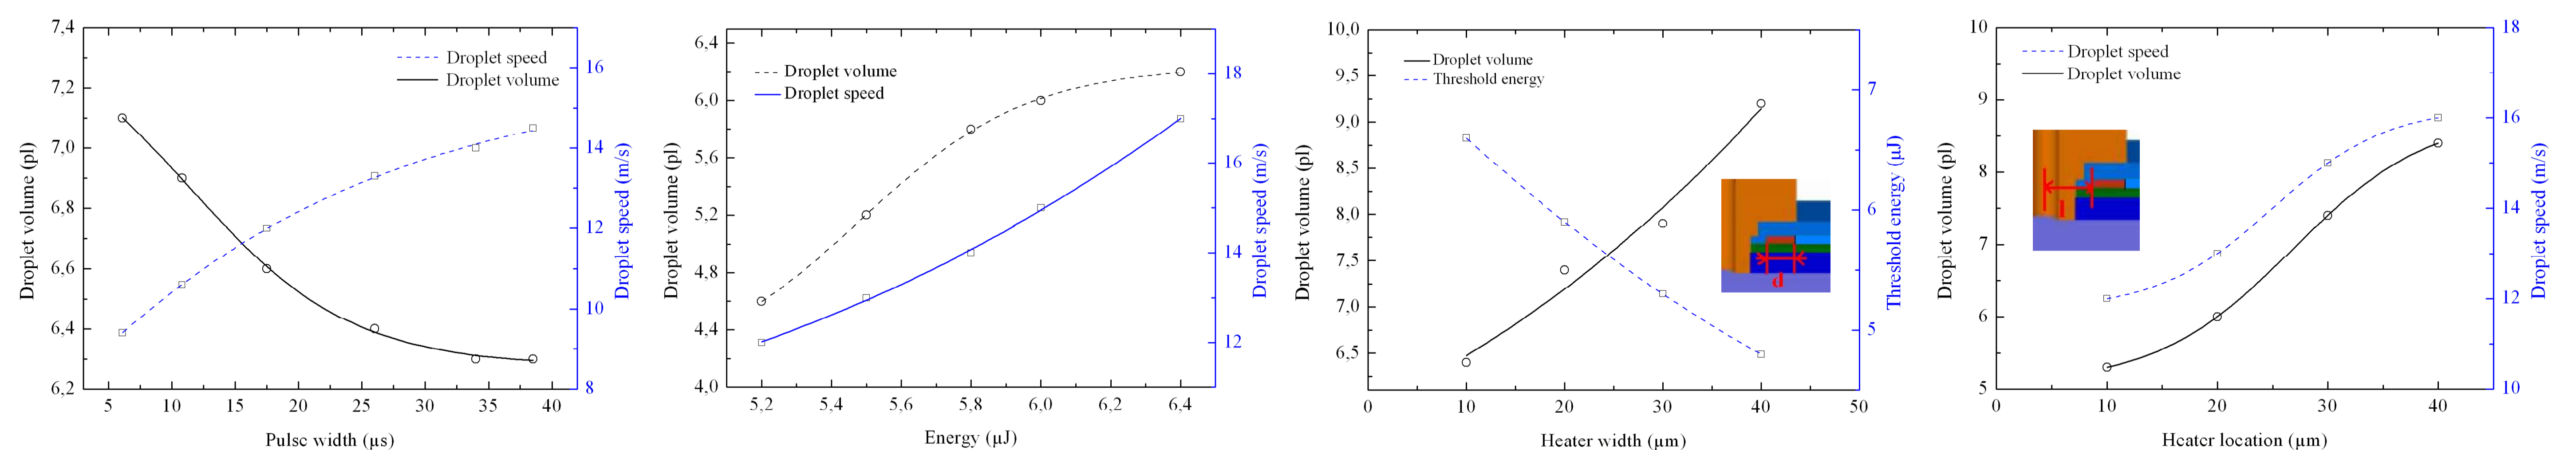 7,4
7,2
7,0
6,8
6,6
6,4
6,2
Droplet volume (pl)
Droplet speed
Droplet volume
16
14
12
10
8
Droplet speed (m/s)
5 10 15 20 25 30 35 40
Pulse width (µs)
6,4
6,0
5,6
5,2
4,8
4,4
4,0
Droplet volume (pl)
Droplet volume
Droplet speed
18
16
14
12
Droplet speed (m/s)
5,2 5,4 5,6 5,8 6,0 6,2 6,4
Energy (µJ)
10,0
9,5
9,0
8,5
8,0
7,5
7,0
6,5
Droplet volume (pl)
Droplet volume
Threshold energy
d
7
6
5
Threshold energy (µJ)
0 10 20 30 40 50
Heater width (µm)
10
9
8
7
6
5
Droplet volume (pl)
Droplet speed
Droplet volume
l
18
16
14
12
10
Droplet speed (m/s)
0 10 20 30 40
Heater location (µm)